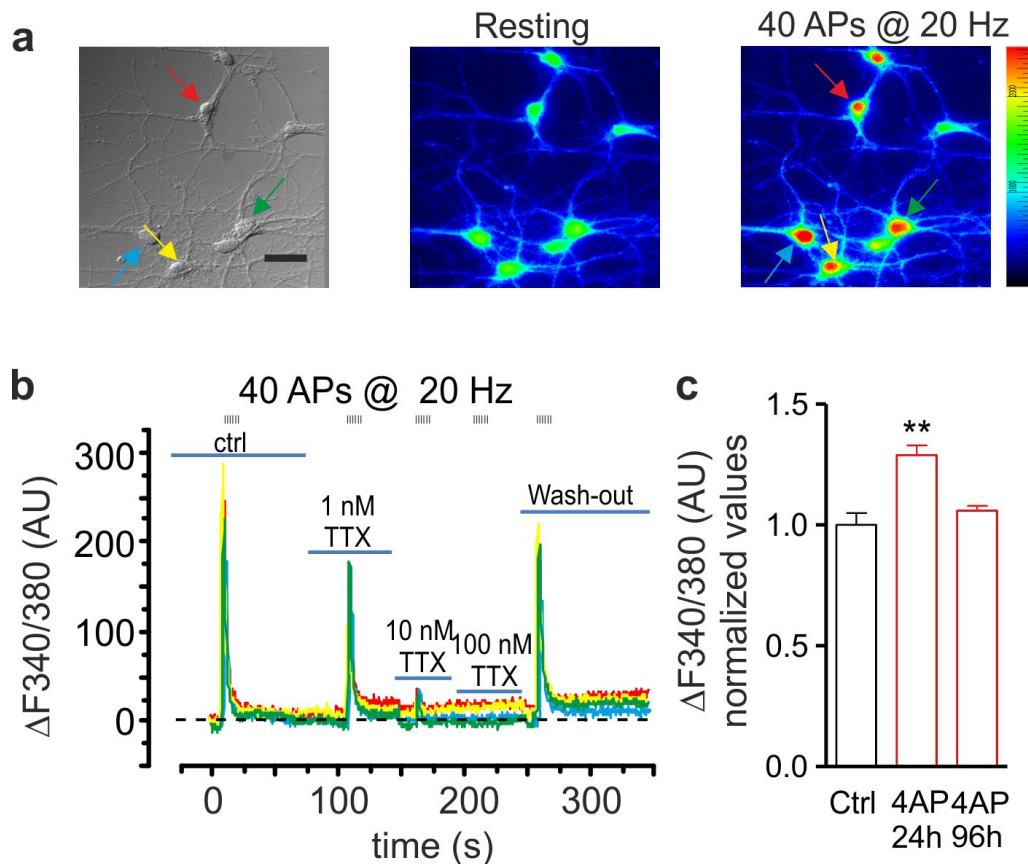 a
Resting
40 APs @ 20 Hz
2000
1000
b
40 APs @ 20 Hz
ΔF340/380 (AU)
300
200
100
0
ctrl
1 nM
TTX
10 nM
TTX
100 nM
TTX
Wash-out
0
100
200
300
time (s)
c
ΔF340/380 (AU)
normalized values
1.5
1.0
0.5
0.0
**
Ctrl
4AP
24h
4AP
96h